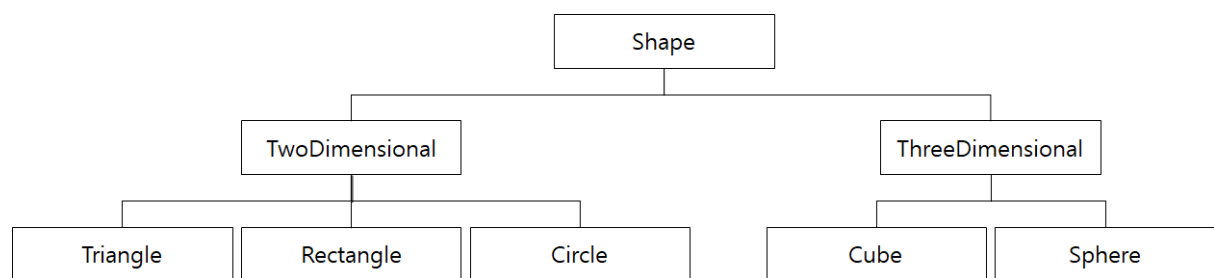 Shape
TwoDimensional
ThreeDimensional
Triangle
Rectangle
Circle
Cube
Sphere